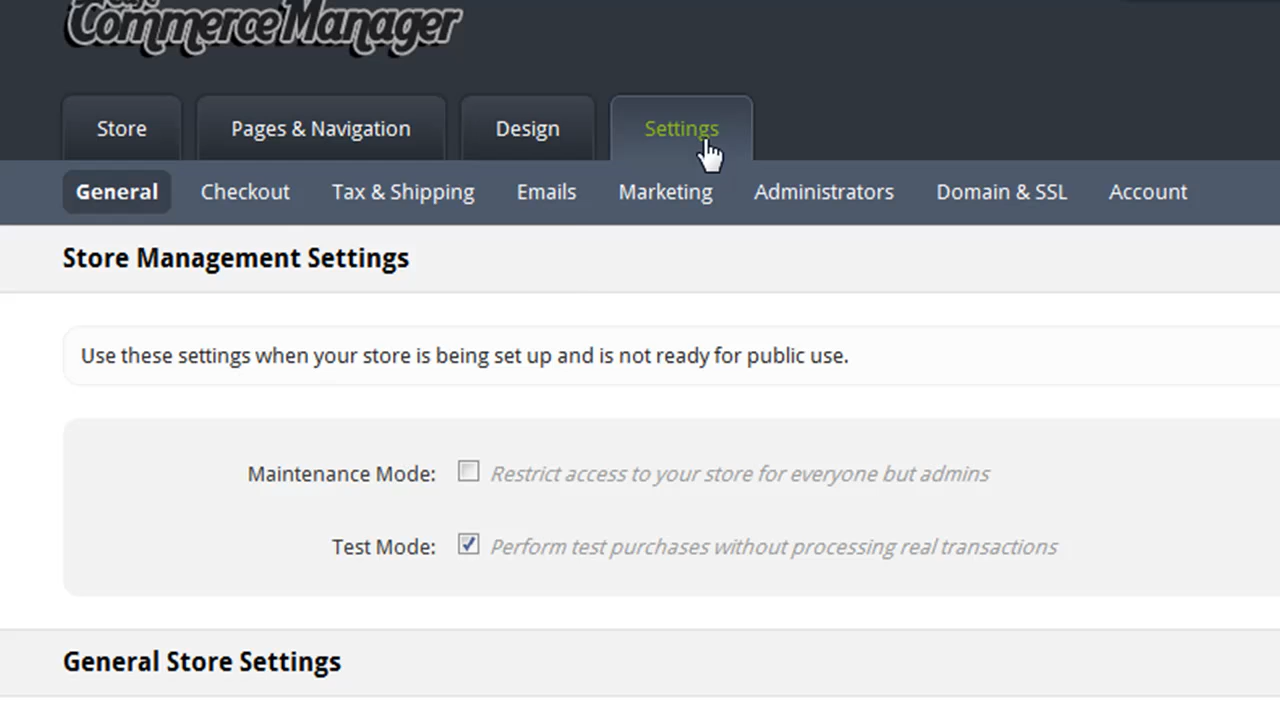 CommerceManager
Store
Pages & Navigation
Design
Settings
General
Checkout
Tax & Shipping
Emails
Marketing
Administrators
Domain & SSL
Account
Store Management Settings
Use these settings when your store is being set up and is not ready for public use.
Maintenance Mode: Restrict access to your store for everyone but admins
Test Mode: Perform test purchases without processing real transactions
General Store Settings